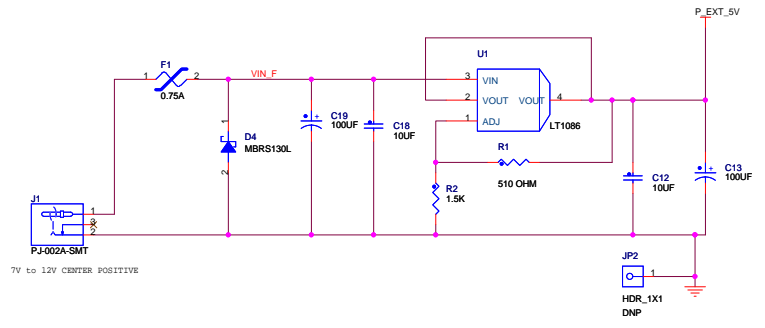 P_EXT_5V
U1
F1
1 2
VIN_F
3 VIN
0.75A
2 VOUT VOUT 4
C19
100UF
C18
10UF
1 ADJ
LT1086
1
D4
MBRS130L
R1
2
510 OHM
C13
100UF
C12
10UF
R2
1.5K
J1
1
3
2
PJ-002A-SMT
7V to 12V CENTER POSITIVE
JP2
1
HDR_1X1
DNP